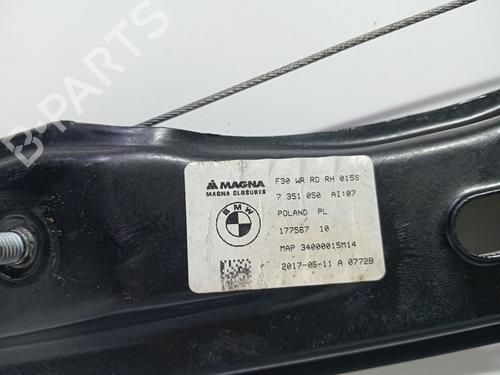 MAGNA
MAGNA CLOSURES
BMW
F30 WR RD RH 015S
7 351 050 AI:07
POLAND PL
177567 10
MAP 34000015M14
2017-05-11 A 0772B
B-PARTS